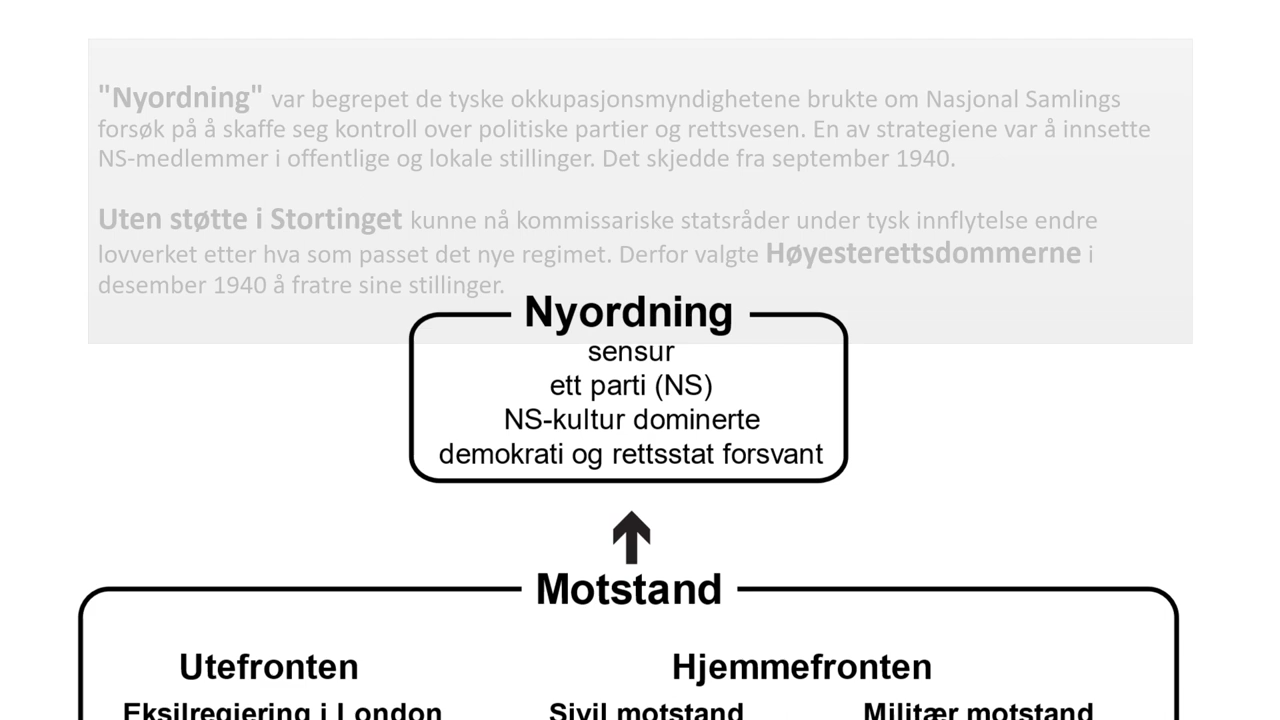 "Nyordning" var begrepet de tyske okkupasjonsmyndighetene brukte om Nasjonal Samlings
forsøk på å skaffe seg kontroll over politiske partier og rettsvesen. En av strategiene var å innsette
NS-medlemmer i offentlige og lokale stillinger. Det skjedde fra september 1940.
Uten støtte i Stortinget kunne nå kommissariske statsråder under tysk innflytelse endre
lovverket etter hva som passet det nye regimet. Derfor valgte Høyesterettsdommerne i
desember 1940 å fratre sine stillinger.
Nyordning
sensur
ett parti (NS)
NS-kultur dominerte
demokrati og rettsstat forsvant
Motstand
Utefronten Hjemmefronten
Eksilregjering i London Sivil motstand Militær motstand